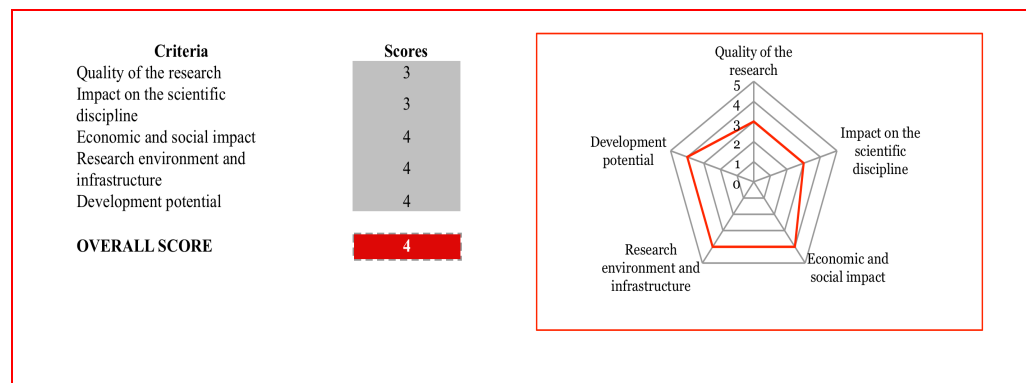 Criteria Scores
Quality of the research 3
Impact on the scientific
discipline 3
Economic and social impact 4
Research environment and
infrastructure 4
Development potential 4
OVERALL SCORE 4
Quality of the
research
5
4
3
2
1
0
Impact on the
scientific
discipline
Economic and
social impact
Research
environment and
infrastructure
Development
potential